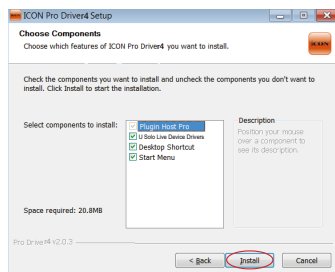 ICON Pro Driver4 Setup
Choose Components
Choose which features of ICON Pro Driver4 you want to install.
ICON
Check the components you want to install and uncheck the components you don't want to
install. Click Install to start the installation.
Select components to install:
Plugin Host Pro
U Solo Live Device Drivers
Desktop Shortcut
Start Menu
Description
Position your mouse
over a component to
see its description.
Space required: 20.8MB
Pro Driver4 v2.0.3
< Back
Install
Cancel